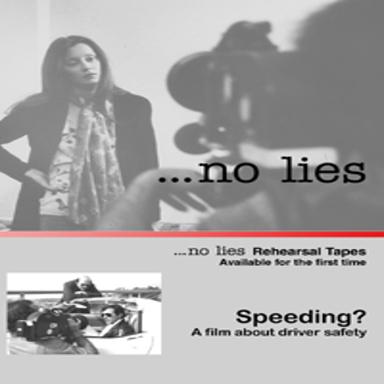 ...no lies
...no lies Rehearsal Tapes
Available for the first time
Speeding?
A film about driver safety